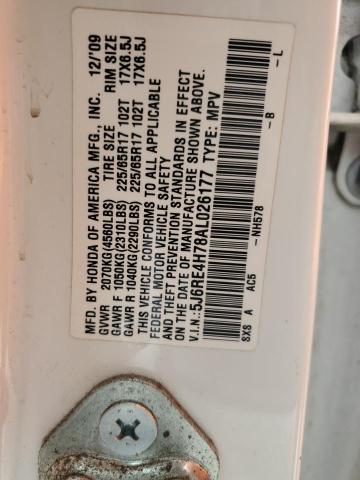 MFD. BY HONDA OF AMERICA MFG., INC. 12/09
GVWR 2070KG(4560LBS) TIRE SIZE RIM SIZE
GAWR F 1050KG(2310LBS) 225/65R17 102T 17X6.5J
GAWR R 1040KG(2290LBS) 225/65R17 102T 17X6.5J
THIS VEHICLE CONFORMS TO ALL APPLICABLE
FEDERAL MOTOR VEHICLE SAFETY
AND THEFT PREVENTION STANDARDS IN EFFECT
ON THE DATE OF MANUFACTURE SHOWN ABOVE.
V.I.N.:5J6RE4H78AL026177 TYPE: MPV
8X8 A AC5 -NH578 -B -L